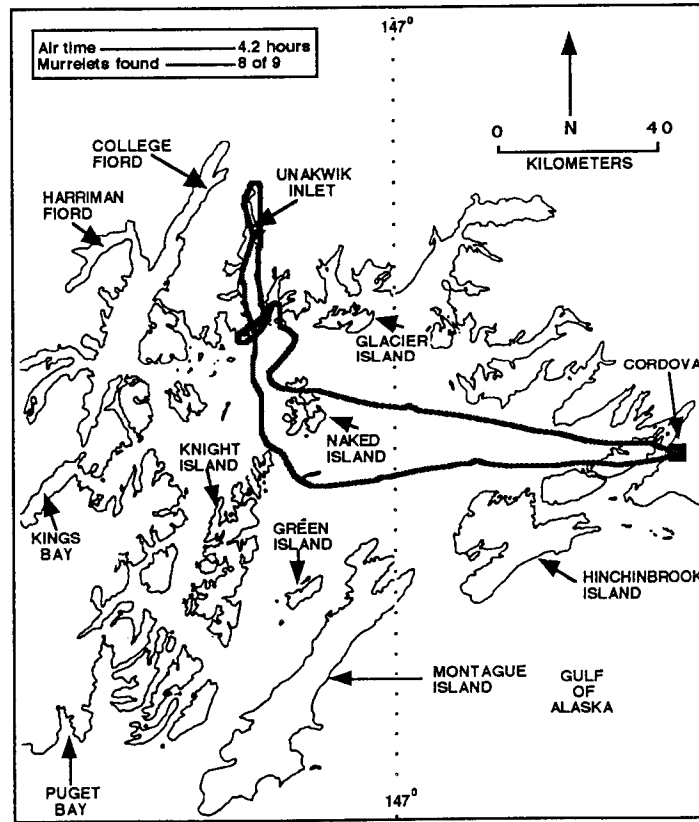 147°
Air time 4.2 hours
Murrelets found 8 of 9
N
0 40
KILOMETERS
COLLEGE
FIORD
UNAKWIK
INLET
HARRIMAN
FIORD
GLACIER
ISLAND
CORDOVA
NAKED
ISLAND
KNIGHT
ISLAND
KINGS
BAY
GREEN
ISLAND
HINCHINBROOK
ISLAND
MONTAGUE
ISLAND
GULF
OF
ALASKA
PUGET
BAY
147°